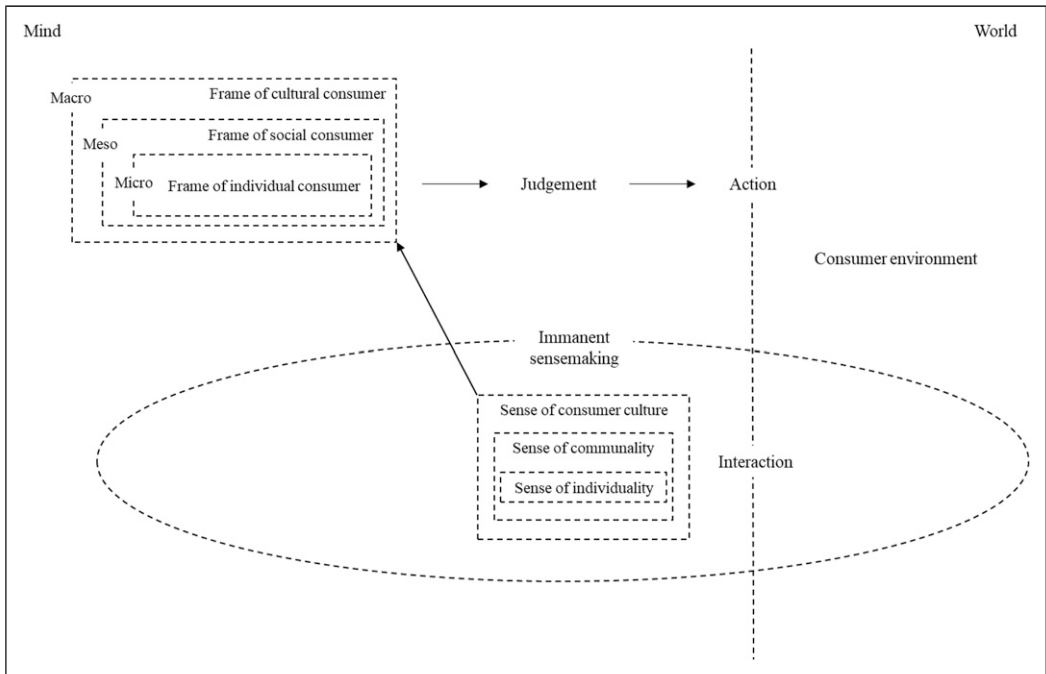 Mind
World
Macro
Frame of cultural consumer
Meso
Frame of social consumer
Micro
Frame of individual consumer
Judgement
Action
Consumer environment
Immanent
sensemaking
Sense of consumer culture
Sense of communality
Interaction
Sense of individuality